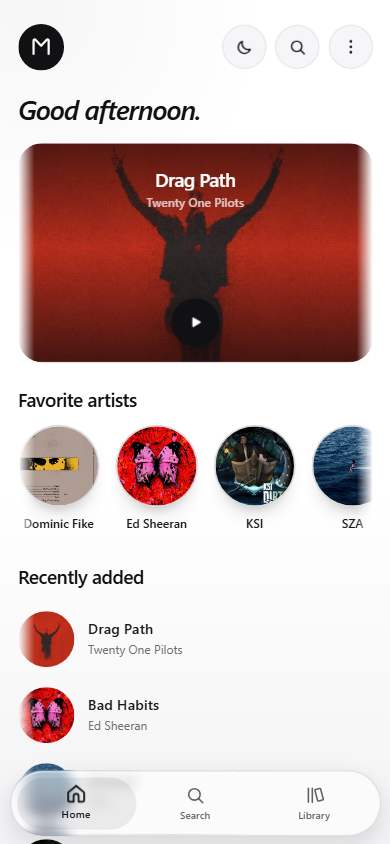 M
Good afternoon.
Drag Path
Twenty One Pilots
Favorite artists
Dominic Fike
Ed Sheeran
KSI
SZA
KSI
Recently added
Drag Path
Twenty One Pilots
Bad Habits
Ed Sheeran
Home
Search
Library